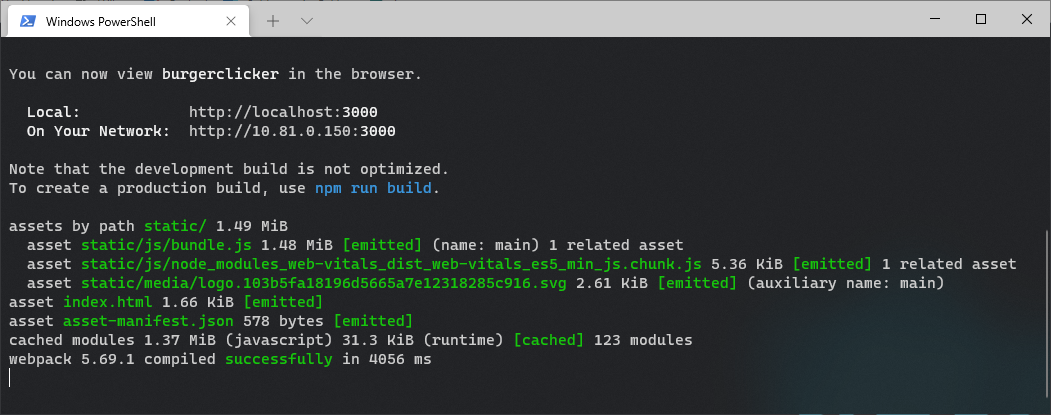 Windows PowerShell
You can now view burgerclicker in the browser.
Local: http://localhost:3000
On Your Network: http://10.81.0.150:3000
Note that the development build is not optimized.
To create a production build, use npm run build.
assets by path static/ 1.49 MiB
asset static/js/bundle.js 1.48 MiB [emitted] (name: main) 1 related asset
asset static/js/node_modules_web-vitals_dist_web-vitals_es5_min_js.chunk.js 5.36 KiB [emitted] 1 related asset
asset static/media/logo.103b5fa18196d5665a7e12318285c916.svg 2.61 KiB [emitted] (auxiliary name: main)
asset index.html 1.66 KiB [emitted]
asset asset-manifest.json 578 bytes [emitted]
cached modules 1.37 MiB (javascript) 31.3 KiB (runtime) [cached] 123 modules
webpack 5.69.1 compiled successfully in 4056 ms